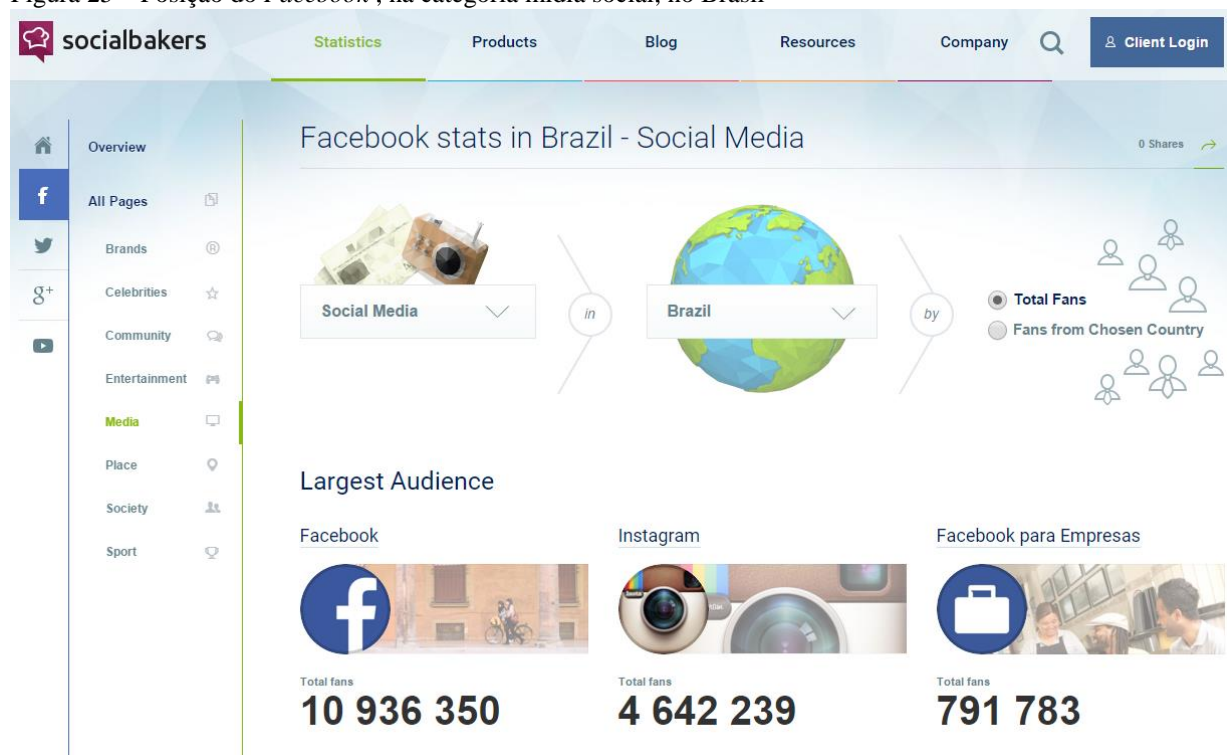 Figura 23 – Posição do Facebook , na categoria mídia social, no Brasil
socialbakers
Statistics
Products
Blog
Resources
Company
Client Login
Facebook stats in Brazil - Social Media
0 Shares
Overview
All Pages
Brands
Celebrities
Community
Entertainment
Media
Place
Society
Sport
f
g+
Social Media
in
Brazil
by
Total Fans
Fans from Chosen Country
Largest Audience
Facebook
Instagram
Facebook para Empresas
Total fans
Total fans
Total fans
10 936 350
4 642 239
791 783